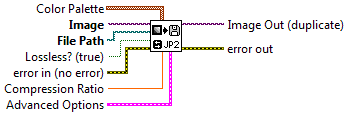 Color Palette
Image
File Path
Lossless? (true)
error in (no error)
Compression Ratio
Advanced Options
JP2
Image Out (duplicate)
error out